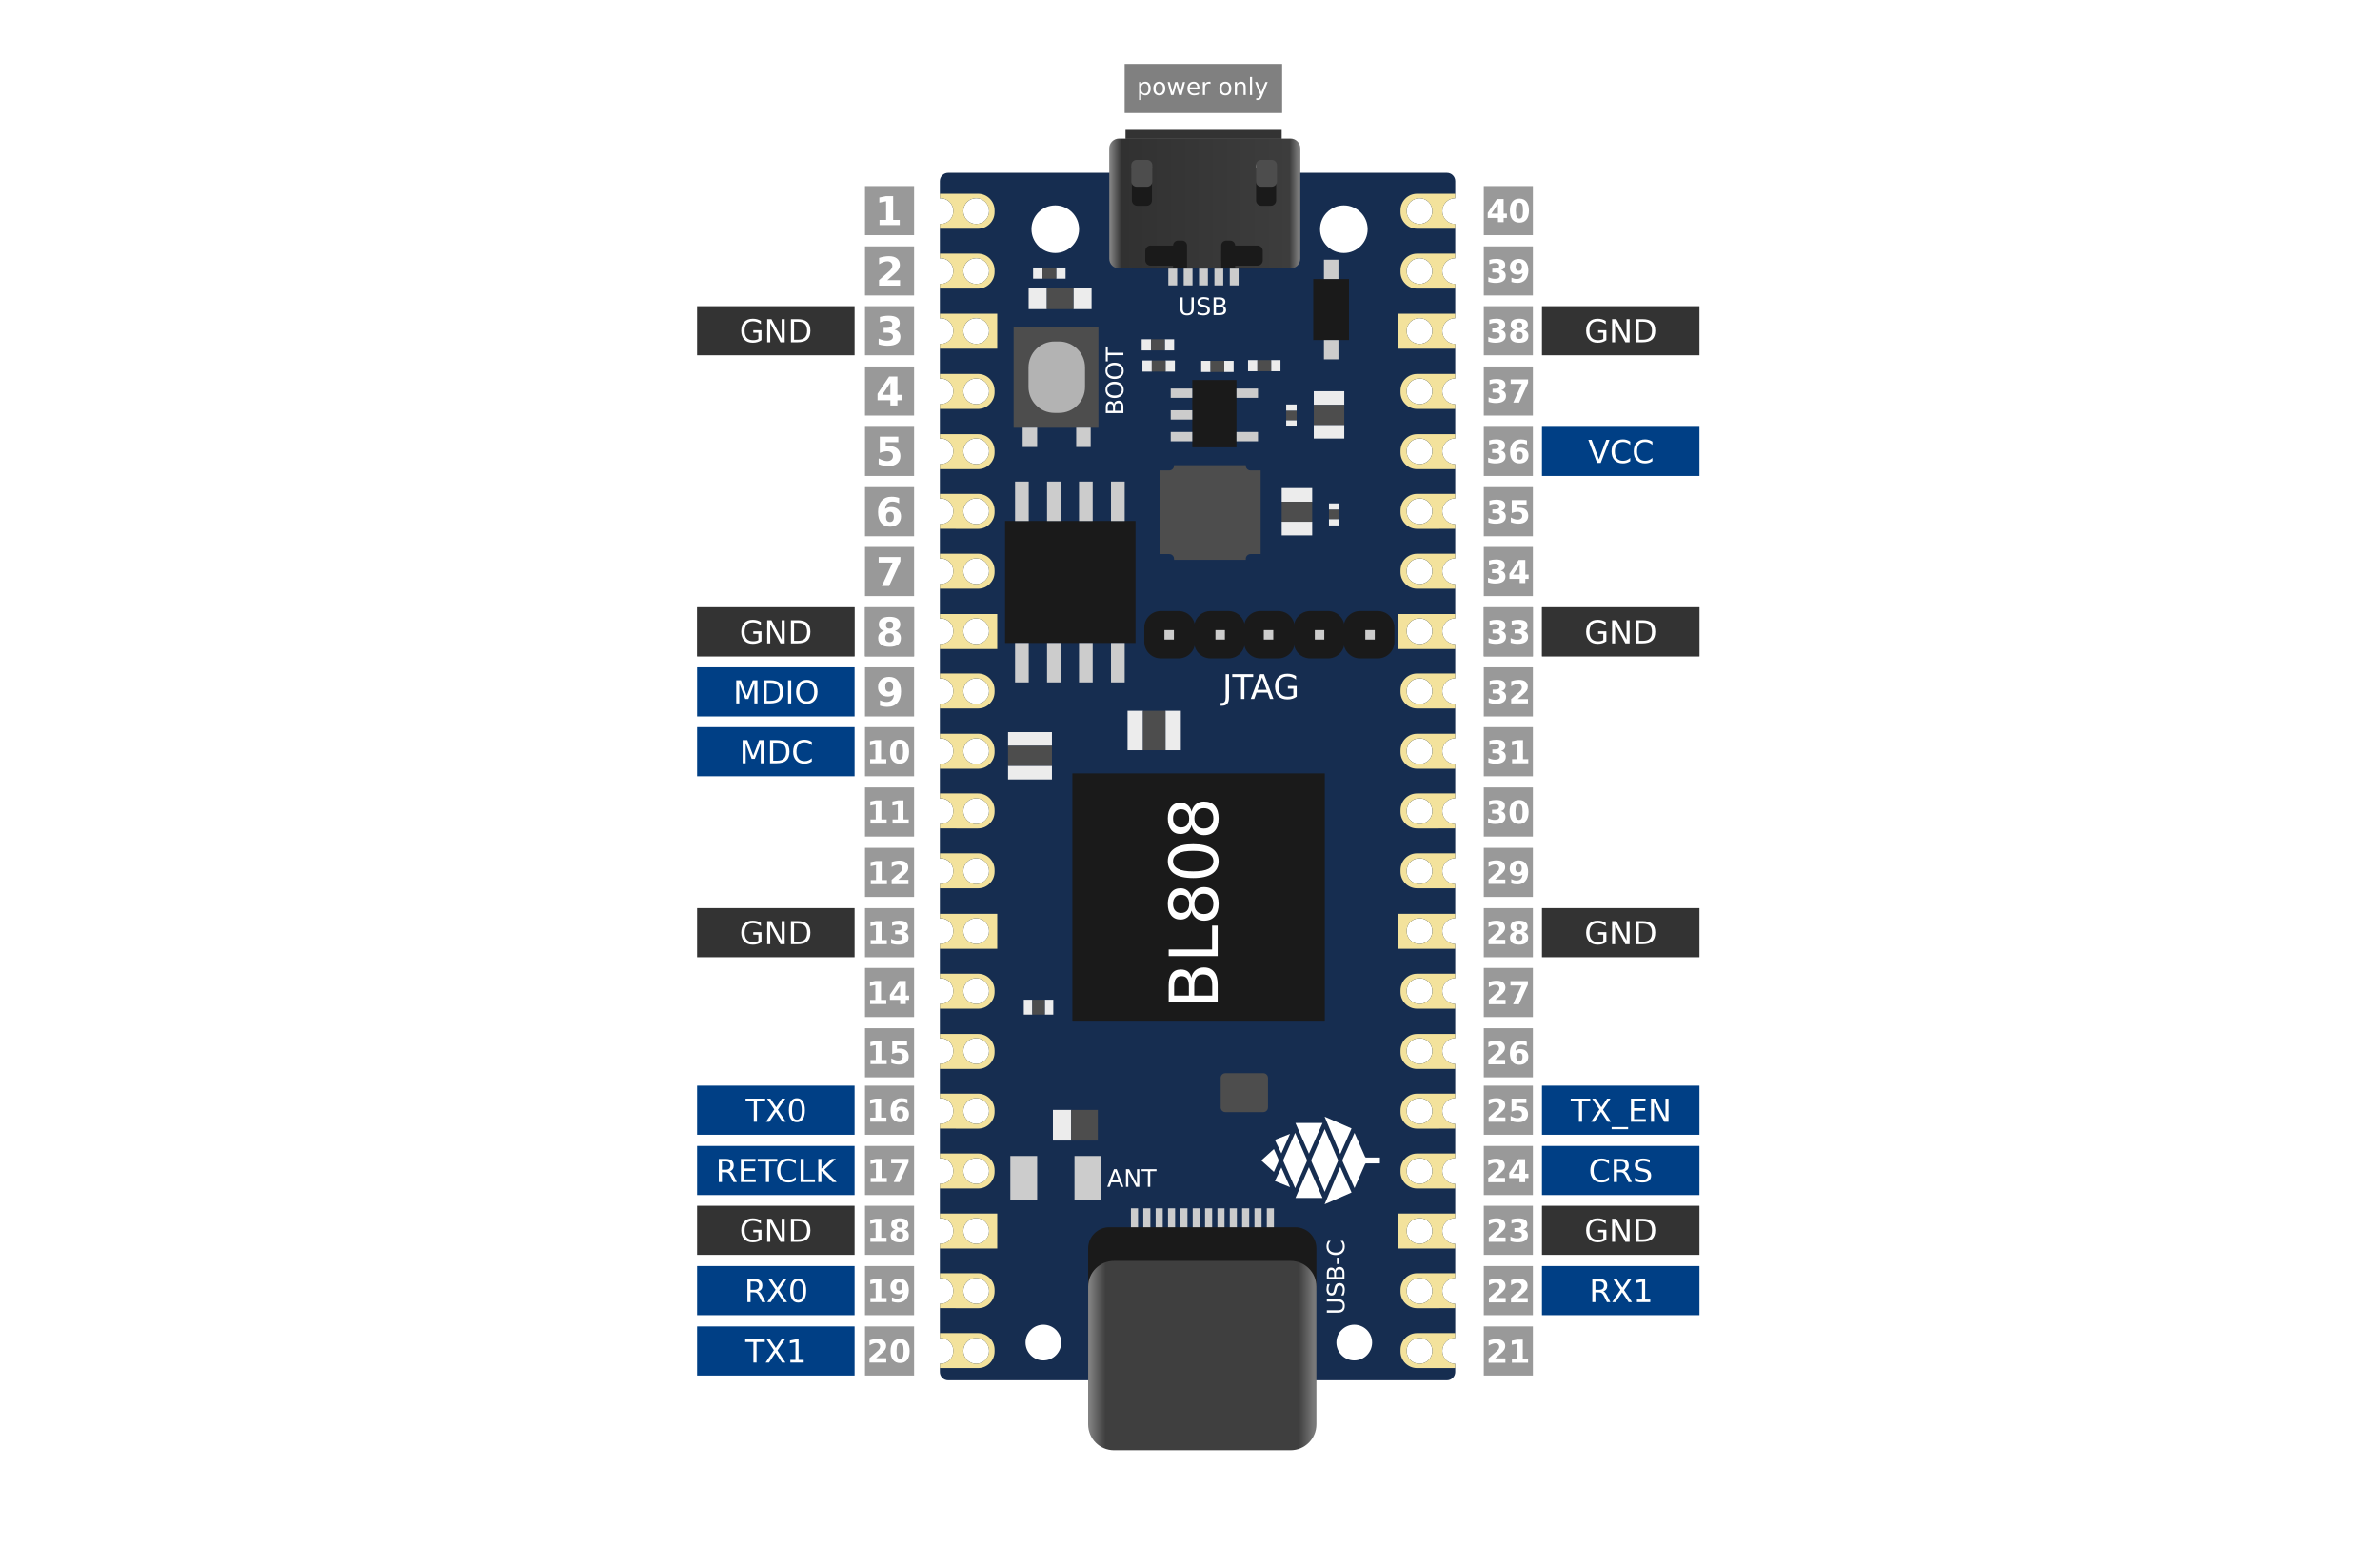 power only
1
40
2
39
GND 3
38 GND
4
37
5
36 VCC
6
35
7
34
GND 8
33 GND
MDIO 9
32
MDC 10
31
11
30
12
29
GND 13
28 GND
14
27
15
26
TX0 16
25 TX_EN
RETCLK 17
24 CRS
GND 18
23 GND
RX0 19
22 RX1
TX1 20
21
USB
BOOT
JTAG
BL808
ANT
USB-C